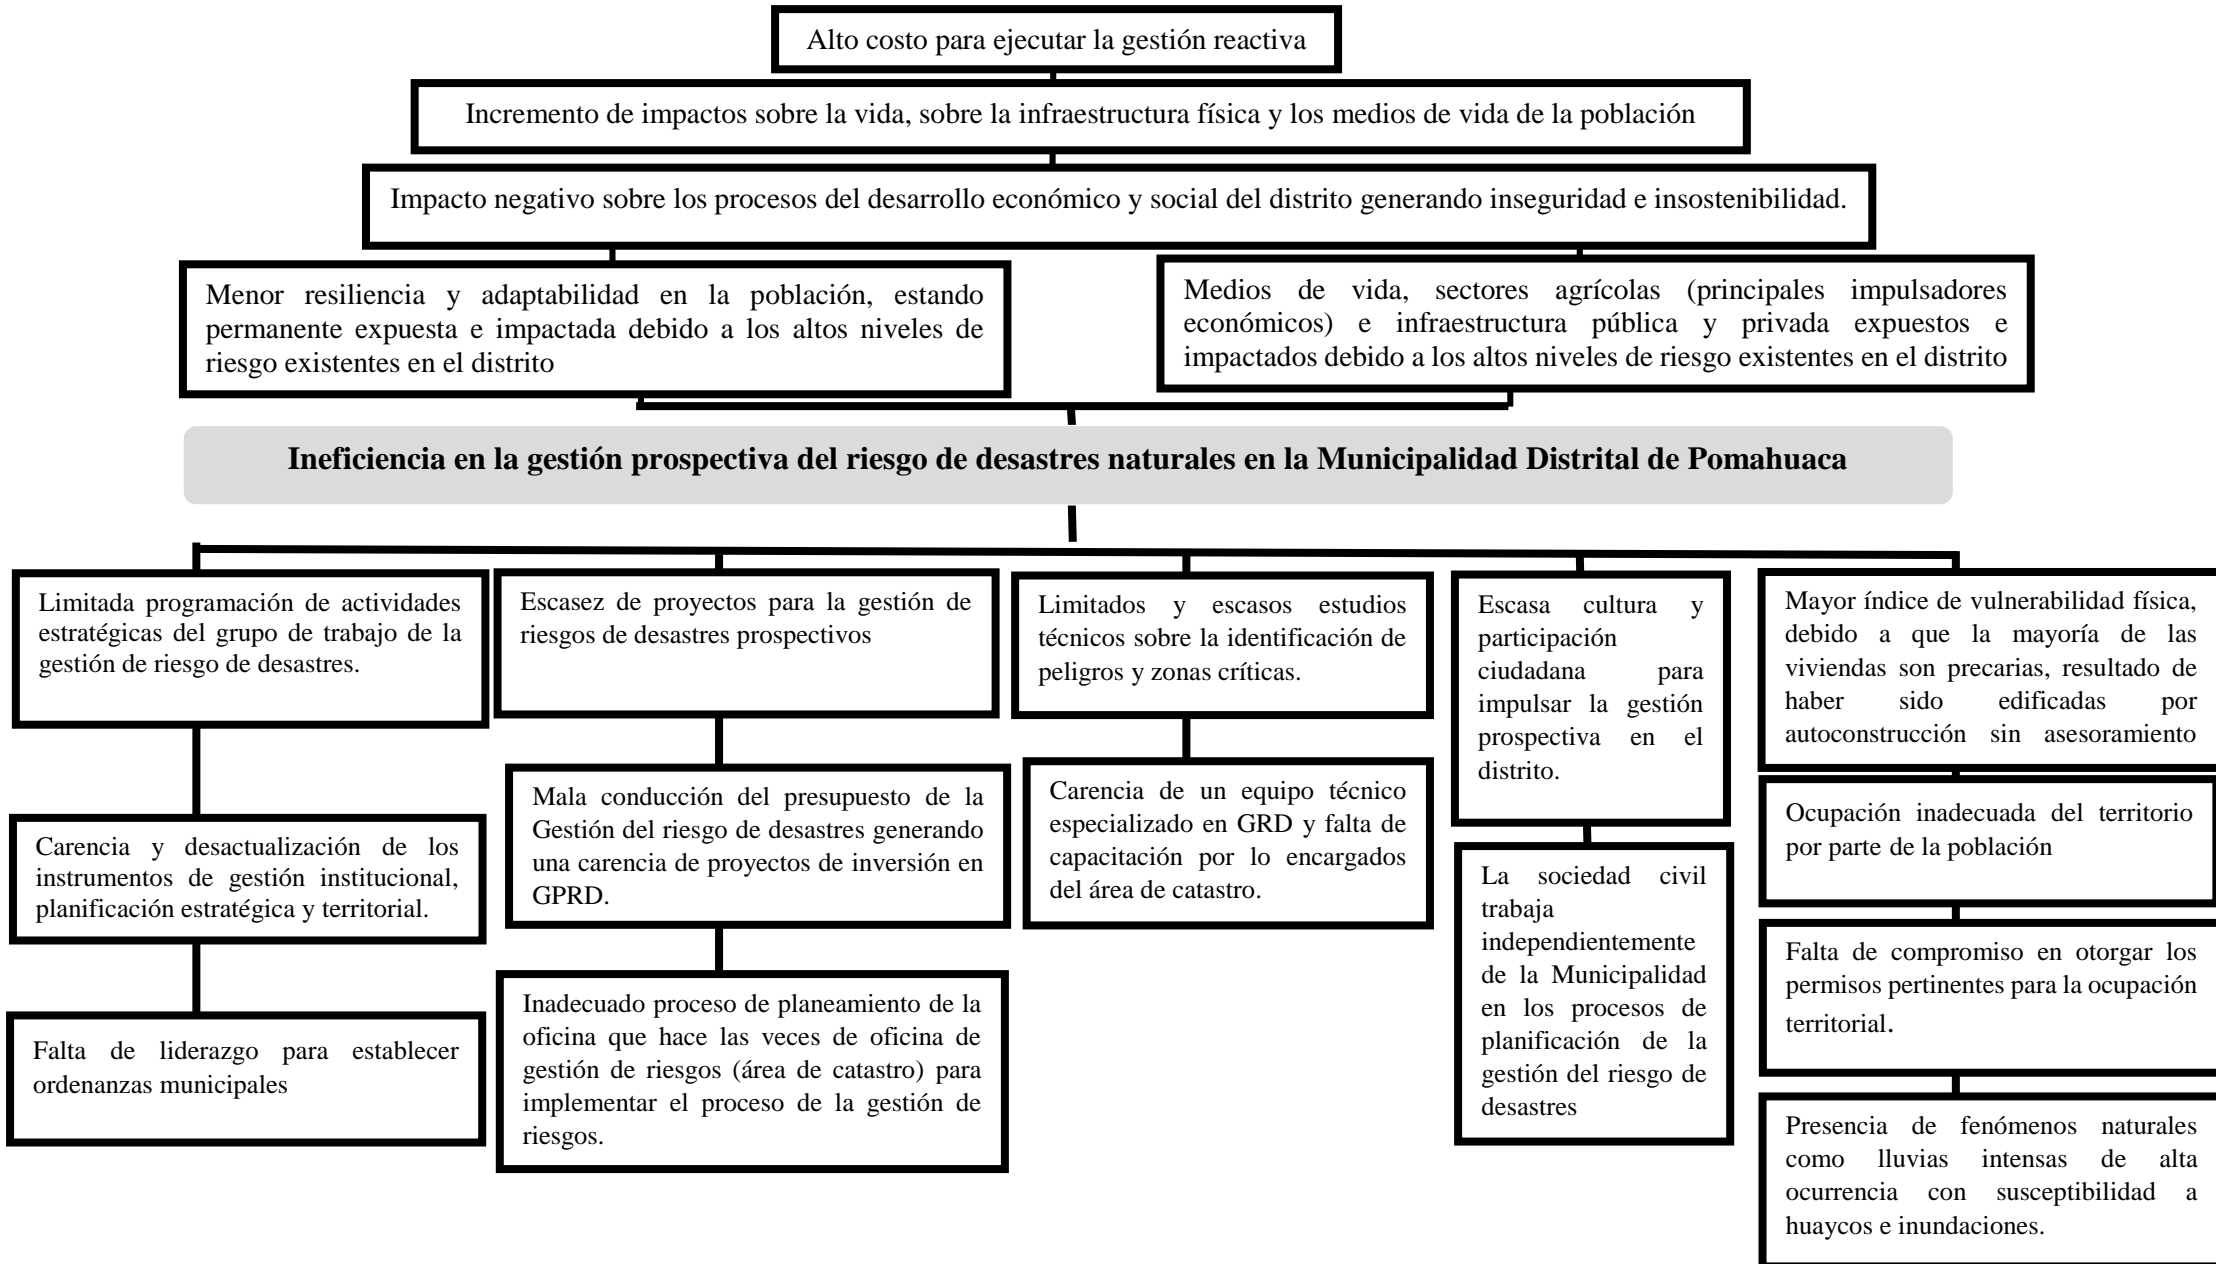 Alto costo para ejecutar la gestión reactiva
Incremento de impactos sobre la vida, sobre la infraestructura física y los medios de vida de la población
Impacto negativo sobre los procesos del desarrollo económico y social del distrito generando inseguridad e insostenibilidad.
Menor resiliencia y adaptabilidad en la población, estando
permanente expuesta e impactada debido a los altos niveles de
riesgo existentes en el distrito
Medios de vida, sectores agrícolas (principales impulsadores
económicos) e infraestructura pública y privada expuestos e
impactados debido a los altos niveles de riesgo existentes en el distrito
Ineficiencia en la gestión prospectiva del riesgo de desastres naturales en la Municipalidad Distrital de Pomahuaca
Limitada programación de actividades
estratégicas del grupo de trabajo de la
gestión de riesgo de desastres.
Carencia y desactualización de los
instrumentos de gestión institucional,
planificación estratégica y territorial.
Falta de liderazgo para establecer
ordenanzas municipales
Escasez de proyectos para la gestión de
riesgos de desastres prospectivos
Mala conducción del presupuesto de la
Gestión del riesgo de desastres generando
una carencia de proyectos de inversión en
GPRD.
Inadecuado proceso de planeamiento de la
oficina que hace las veces de oficina de
gestión de riesgos (área de catastro) para
implementar el proceso de la gestión de
riesgos.
Limitados y escasos estudios
técnicos sobre la identificación de
peligros y zonas críticas.
Carencia de un equipo técnico
especializado en GRD y falta de
capacitación por lo encargados
del área de catastro.
Escasa cultura y
participación
ciudadana para
impulsar la gestión
prospectiva en el
distrito.
La sociedad civil
trabaja
independientemente
de la Municipalidad
en los procesos de
planificación de la
gestión del riesgo de
desastres
Mayor índice de vulnerabilidad física,
debido a que la mayoría de las
viviendas son precarias, resultado de
haber sido edificadas por
autoconstrucción sin asesoramiento
Ocupación inadecuada del territorio
por parte de la población
Falta de compromiso en otorgar los
permisos pertinentes para la ocupación
territorial.
Presencia de fenómenos naturales
como lluvias intensas de alta
ocurrencia con susceptibilidad a
huaycos e inundaciones.